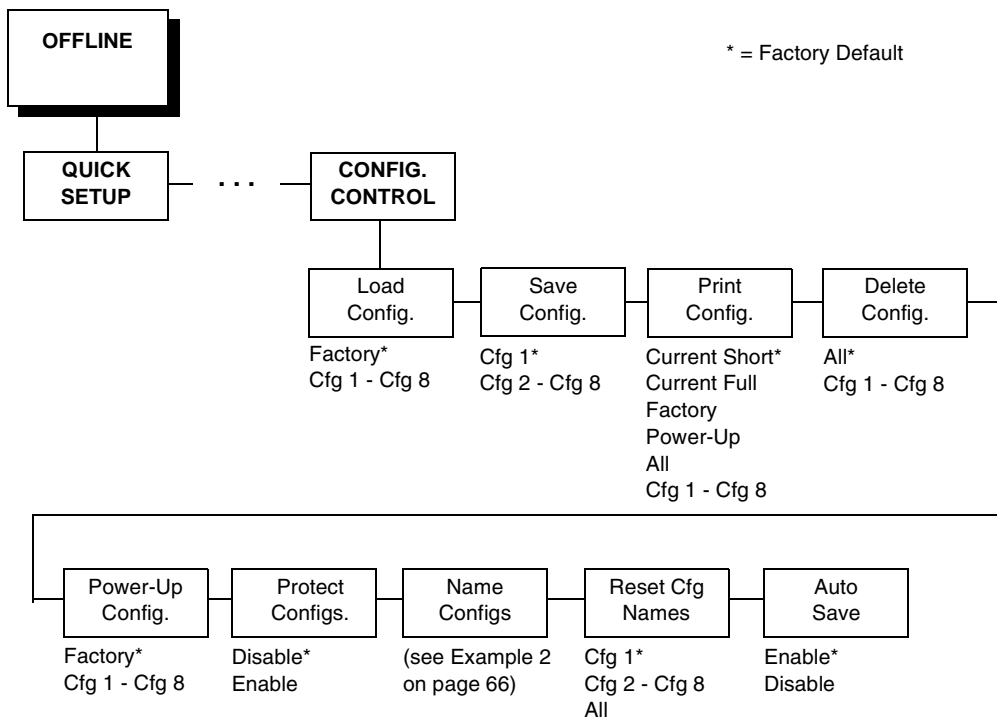 OFFLINE
* = Factory Default
QUICK
SETUP
. . .
CONFIG.
CONTROL
Load
Config.
Factory*
Cfg 1 - Cfg 8
Save
Config.
Cfg 1*
Cfg 2 - Cfg 8
Print
Config.
Current Short*
Current Full
Factory
Power-Up
All
Cfg 1 - Cfg 8
Delete
Config.
All*
Cfg 1 - Cfg 8
Power-Up
Config.
Factory*
Cfg 1 - Cfg 8
Protect
Configs.
Disable*
Enable
Name
Configs
(see Example 2
on page 66)
Reset Cfg
Names
Cfg 1*
Cfg 2 - Cfg 8
All
Auto
Save
Enable*
Disable